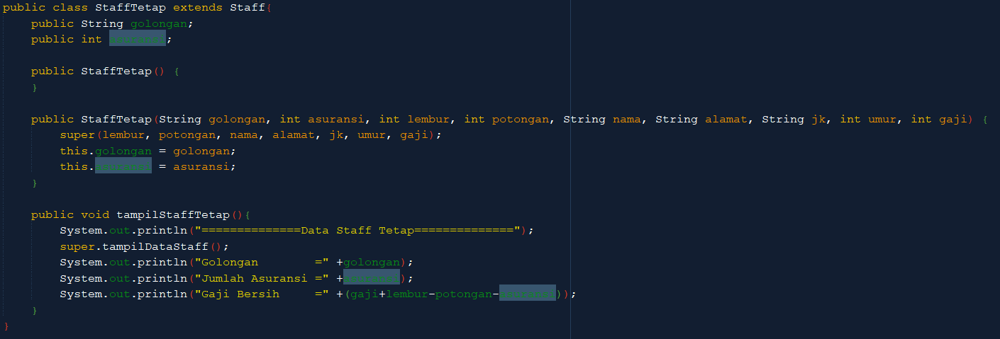 public class StaffTetap extends Staff{
    public String golongan;
    public int asuransi;
    public StaffTetap() {
    }
    public StaffTetap(String golongan, int asuransi, int lembur, int potongan, String nama, String alamat, String jk, int umur, int gaji) {
        super(lembur, potongan, nama, alamat, jk, umur, gaji);
        this.golongan = golongan;
        this.asuransi = asuransi;
    }
    public void tampilStaffTetap(){
        System.out.println("==============Data Staff Tetap==============");
        super.tampilDataStaff();
        System.out.println("Golongan        =" +golongan);
        System.out.println("Jumlah Asuransi =" +asuransi);
        System.out.println("Gaji Bersih     =" +(gaji+lembur-potongan-asuransi));
    }
}